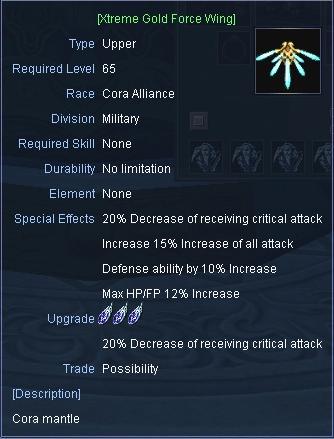 [Xtreme Gold Force Wing]
Type Upper
Required Level 65
Race Cora Alliance
Division Military
Required Skill None
Durability No limitation
Element None
Special Effects 20% Decrease of receiving critical attack
Increase 15% Increase of all attack
Defense ability by 10% Increase
Max HP/FP 12% Increase
Upgrade
20% Decrease of receiving critical attack
Trade Possibility
[Description]
Cora mantle